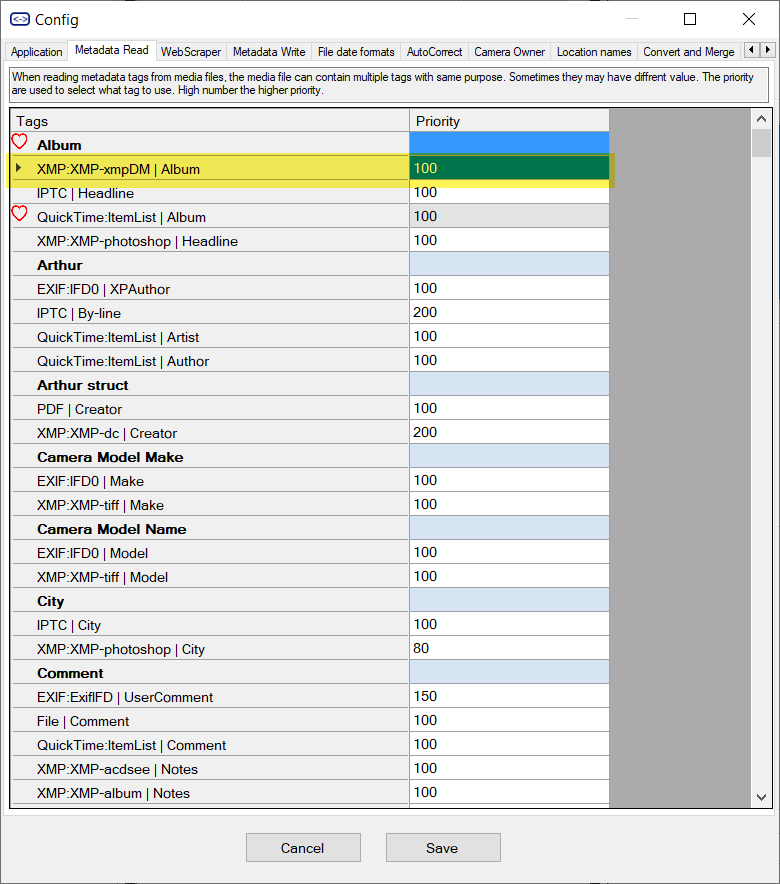 Config
Application Metadata Read WebScraper Metadata Write File date formats AutoCorrect Camera Owner Location names Convert and Merge
When reading metadata tags from media files, the media file can contain multiple tags with same purpose. Sometimes they may have diffrent value. The priority
are used to select what tag to use. High number the higher priority.
Tags Priority
Album
XMP:XMP-xmpDM | Album 100
IPTC | Headline 100
QuickTime:ItemList | Album 100
XMP:XMP-photoshop | Headline 100
Arthur
EXIF:IFD0 | XPAuthor 100
IPTC | By-line 200
QuickTime:ItemList | Artist 100
QuickTime:ItemList | Author 100
Arthur struct
PDF | Creator 100
XMP:XMP-dc | Creator 200
Camera Model Make
EXIF:IFD0 | Make 100
XMP:XMP-tiff | Make 100
Camera Model Name
EXIF:IFD0 | Model 100
XMP:XMP-tiff | Model 100
City
IPTC | City 100
XMP:XMP-photoshop | City 80
Comment
EXIF:ExifIFD | UserComment 150
File | Comment 100
QuickTime:ItemList | Comment 100
XMP:XMP-acdsee | Notes 100
XMP:XMP-album | Notes 100
Cancel Save